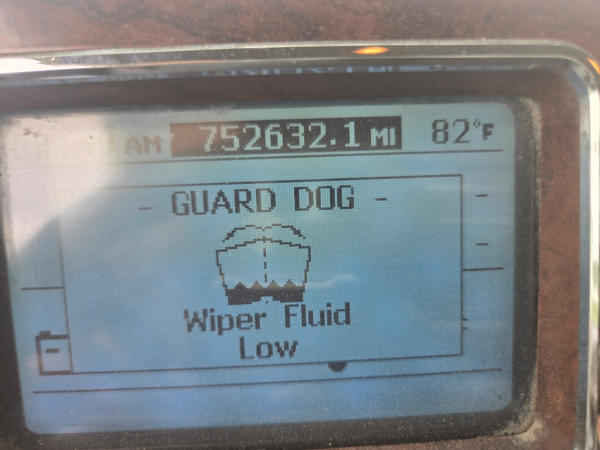 AM 752632.1 MI 82°F
- GUARD DOG -
Wiper Fluid
Low